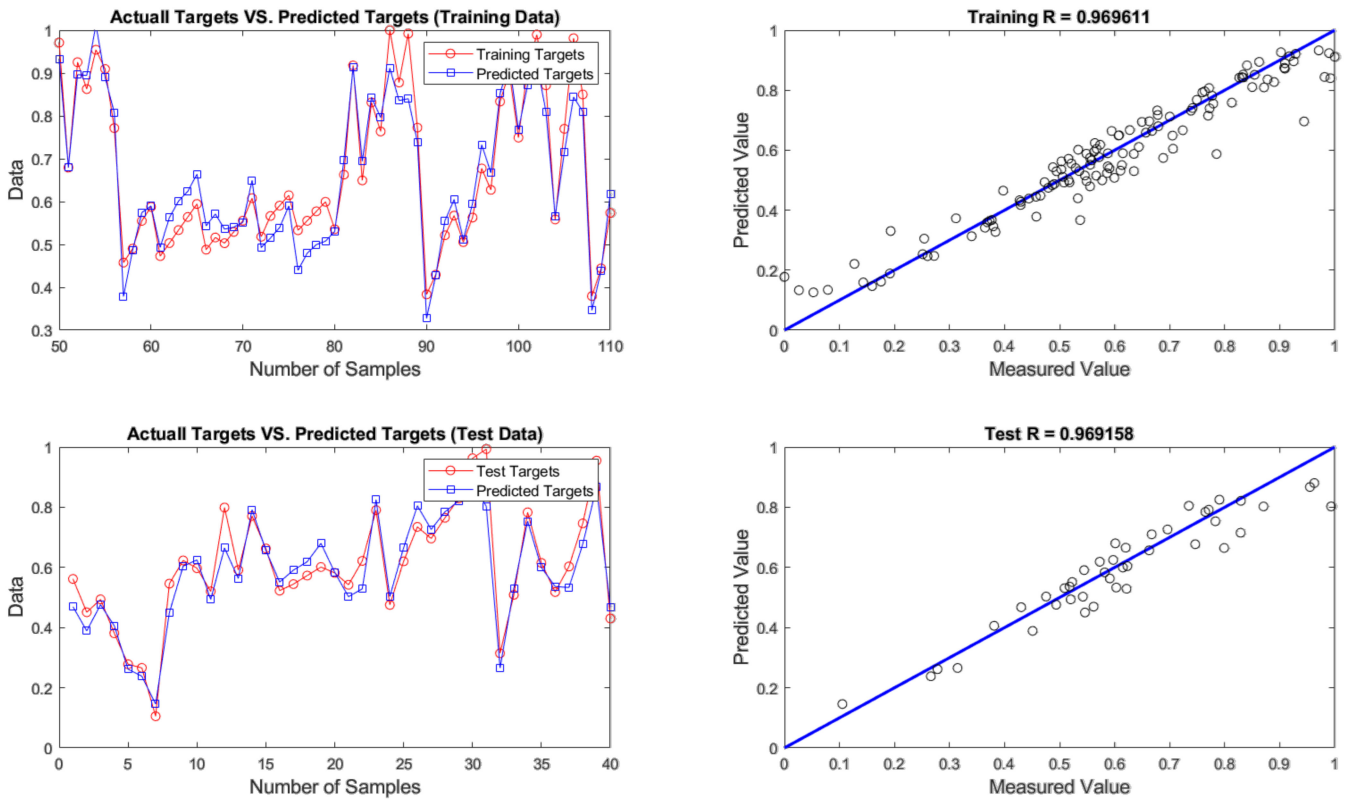 Actuall Targets VS. Predicted Targets (Training Data)
Training Targets
Predicted Targets
Data
1
0.9
0.8
0.7
0.6
0.5
0.4
0.3
50 60 70 80 90 100 110
Number of Samples
Training R = 0.969611
Predicted Value
1
0.8
0.6
0.4
0.2
0
0 0.1 0.2 0.3 0.4 0.5 0.6 0.7 0.8 0.9 1
Measured Value
Actuall Targets VS. Predicted Targets (Test Data)
Test Targets
Predicted Targets
Data
1
0.8
0.6
0.4
0.2
0
0 5 10 15 20 25 30 35 40
Number of Samples
Test R = 0.969158
Predicted Value
1
0.8
0.6
0.4
0.2
0
0 0.1 0.2 0.3 0.4 0.5 0.6 0.7 0.8 0.9 1
Measured Value